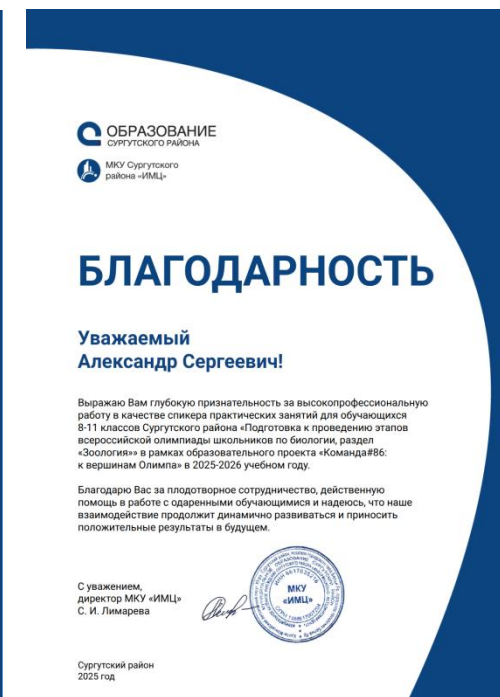 ОБРАЗОВАНИЕ
СУРГУТСКОГО РАЙОНА
МКУ Сургутского
района «ИМЦ»
БЛАГОДАРНОСТЬ
Уважаемый
Александр Сергеевич!
Выражаю Вам глубокую признательность за высокопрофессиональную
работу в качестве спикера практических занятий для обучающихся
8-11 классов Сургутского района «Подготовка к проведению этапов
всероссийской олимпиады школьников по биологии, раздел
«Зоология»» в рамках образовательного проекта «Команда#86:
к вершинам Олимпа» в 2025-2026 учебном году.
Благодарю Вас за плодотворное сотрудничество, действенную
помощь в работе с одаренными обучающимися и надеюсь, что наше
взаимодействие продолжит динамично развиваться и приносить
положительные результаты в будущем.
С уважением,
директор МКУ «ИМЦ»
С. И. Лимарева
МКУ
«ИМЦ»
Сургутский район
2025 год